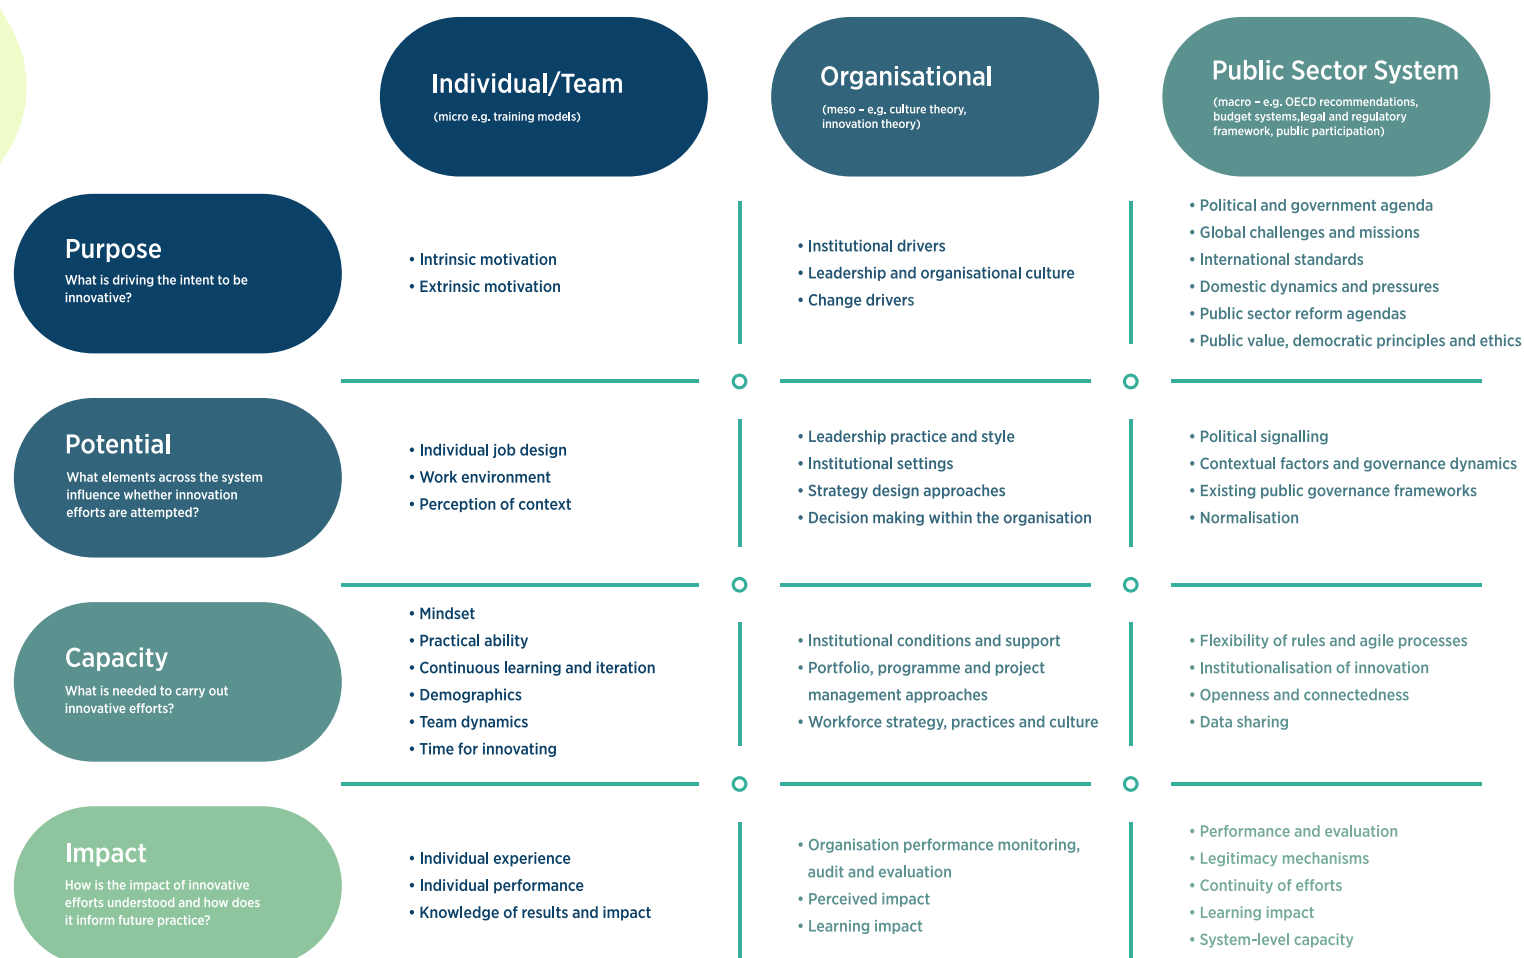 Individual/Team
(micro e.g. training models)
Organisational
(meso – e.g. culture theory,
innovation theory)
Public Sector System
(macro – e.g. OECD recommendations,
budget systems,legal and regulatory
framework, public participation)
Purpose
What is driving the intent to be
innovative?
• Intrinsic motivation
• Extrinsic motivation
• Institutional drivers
• Leadership and organisational culture
• Change drivers
• Political and government agenda
• Global challenges and missions
• International standards
• Domestic dynamics and pressures
• Public sector reform agendas
• Public value, democratic principles and ethics
Potential
What elements across the system
influence whether innovation
efforts are attempted?
• Individual job design
• Work environment
• Perception of context
• Leadership practice and style
• Institutional settings
• Strategy design approaches
• Decision making within the organisation
• Political signalling
• Contextual factors and governance dynamics
• Existing public governance frameworks
• Normalisation
Capacity
What is needed to carry out
innovative efforts?
• Mindset
• Practical ability
• Continuous learning and iteration
• Demographics
• Team dynamics
• Time for innovating
• Institutional conditions and support
• Portfolio, programme and project
management approaches
• Workforce strategy, practices and culture
• Flexibility of rules and agile processes
• Institutionalisation of innovation
• Openness and connectedness
• Data sharing
Impact
How is the impact of innovative
efforts understood and how does
it inform future practice?
• Individual experience
• Individual performance
• Knowledge of results and impact
• Organisation performance monitoring,
audit and evaluation
• Perceived impact
• Learning impact
• Performance and evaluation
• Legitimacy mechanisms
• Continuity of efforts
• Learning impact
• System-level capacity